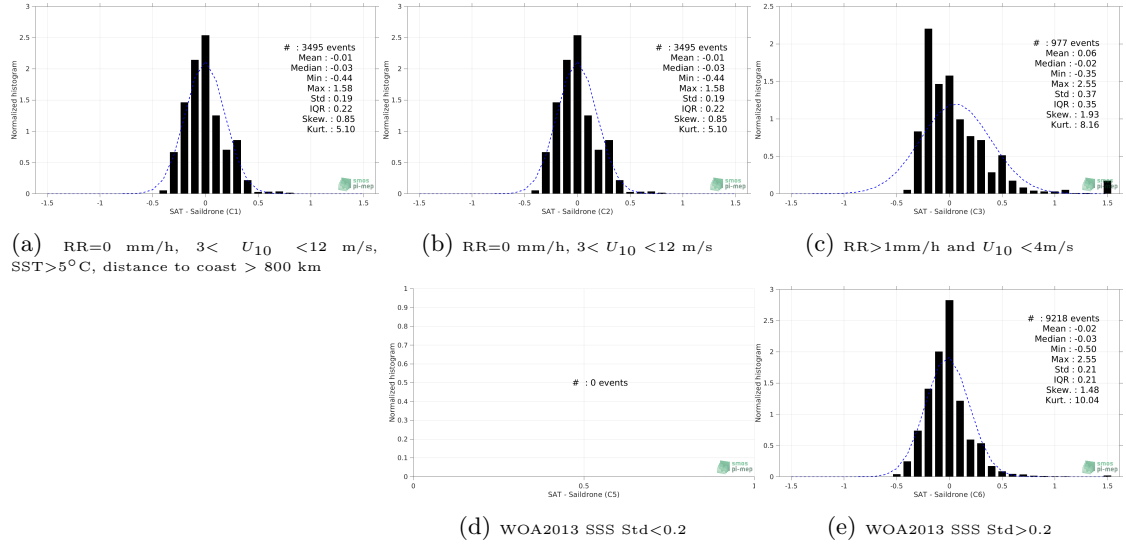 Normalized histogram
3
2.5
2
1.5
1
0.5
0
-1.5
-1
-0.5
0
0.5
1
1.5
# : 3495 events
Mean : -0.01
Median : -0.03
Min : -0.44
Max : 1.58
Std : 0.19
IQR : 0.22
Skew. : 0.85
Kurt. : 5.10
smos
pi-mep
SAT - Saildrone (C1)
(a) RR=0 mm/h, 3< U10 <12 m/s,
SST>5°C, distance to coast > 800 km
Normalized histogram
3
2.5
2
1.5
1
0.5
0
-1.5
-1
-0.5
0
0.5
1
1.5
# : 3495 events
Mean : -0.01
Median : -0.03
Min : -0.44
Max : 1.58
Std : 0.19
IQR : 0.22
Skew. : 0.85
Kurt. : 5.10
smos
pi-mep
SAT - Saildrone (C2)
(b) RR=0 mm/h, 3< U10 <12 m/s
Normalized histogram
2.5
2
1.5
1
0.5
0
-1.5
-1
-0.5
0
0.5
1
1.5
# : 977 events
Mean : 0.06
Median : -0.02
Min : -0.35
Max : 2.55
Std : 0.37
IQR : 0.35
Skew. : 1.93
Kurt. : 8.16
smos
pi-mep
SAT - Saildrone (C3)
(c) RR>1mm/h and U10 <4m/s
Normalized histogram
1
0.9
0.8
0.7
0.6
0.5
0.4
0.3
0.2
0.1
0
0
0.5
1
# : 0 events
smos
pi-mep
SAT - Saildrone (C5)
(d) WOA2013 SSS Std<0.2
Normalized histogram
3
2.5
2
1.5
1
0.5
0
-1.5
-1
-0.5
0
0.5
1
1.5
# : 9218 events
Mean : -0.02
Median : -0.03
Min : -0.50
Max : 2.55
Std : 0.21
IQR : 0.21
Skew. : 1.48
Kurt. : 10.04
smos
pi-mep
SAT - Saildrone (C6)
(e) WOA2013 SSS Std>0.2